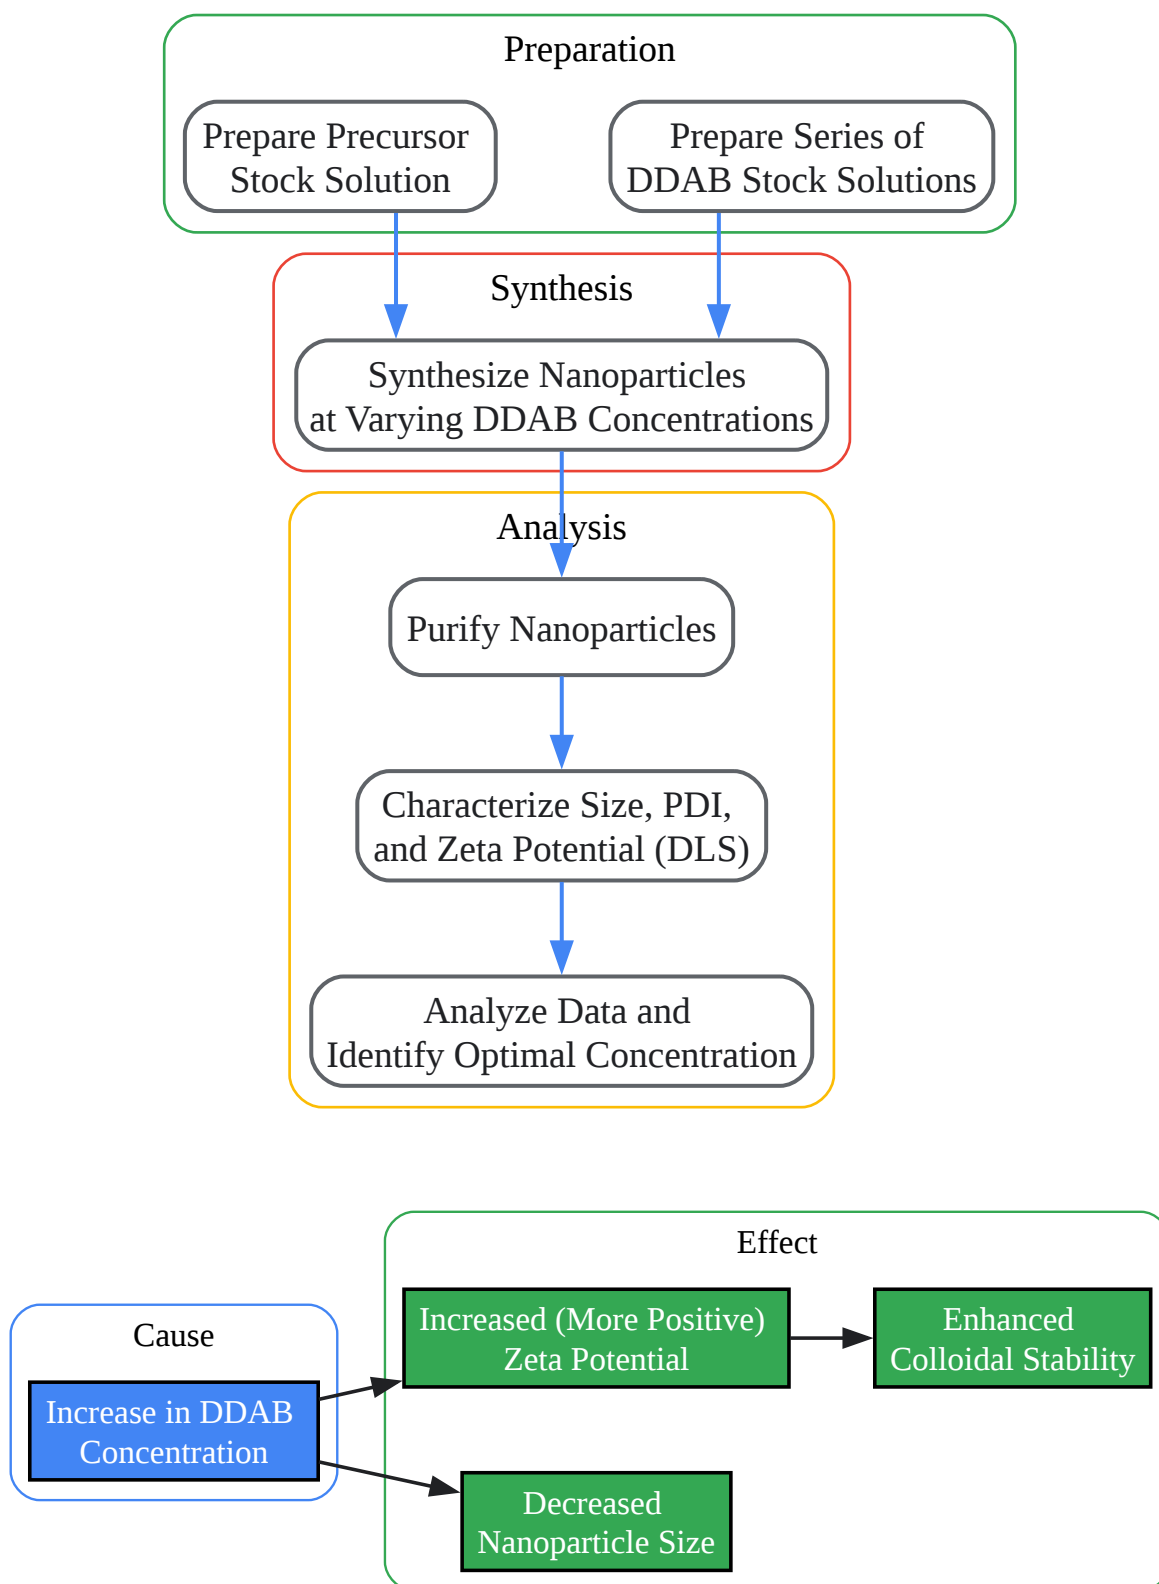 Preparation
Prepare Precursor
Stock Solution
Prepare Series of
DDAB Stock Solutions
Synthesis
Synthesize Nanoparticles
at Varying DDAB Concentrations
Analysis
Purify Nanoparticles
Characterize Size, PDI,
and Zeta Potential (DLS)
Analyze Data and
Identify Optimal Concentration
Cause
Increase in DDAB
Concentration
Effect
Increased (More Positive)
Zeta Potential
Enhanced
Colloidal Stability
Decreased
Nanoparticle Size